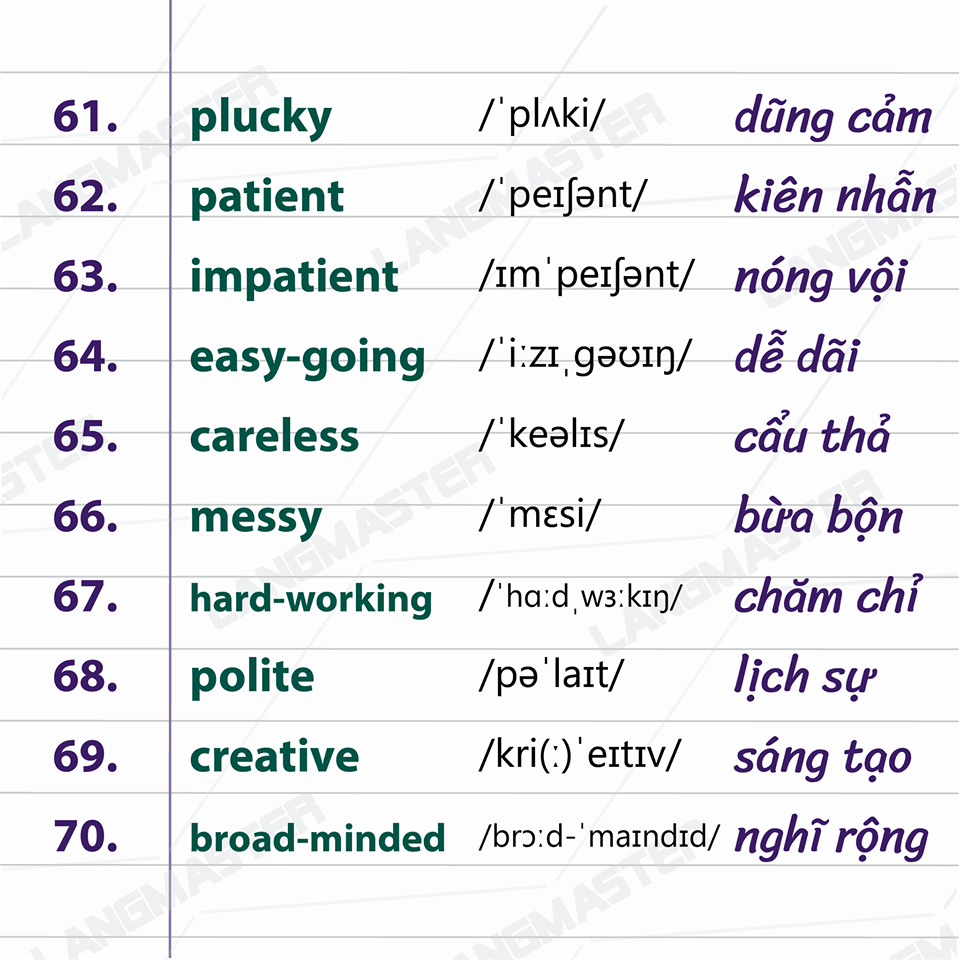 61. plucky /ˈplʌki/ dũng cảm
62. patient /ˈpeɪʃənt/ kiên nhẫn
63. impatient /ɪmˈpeɪʃənt/ nóng vội
64. easy-going /ˈiːzɪˌgəʊɪŋ/ dễ dãi
65. careless /ˈkeəlɪs/ cẩu thả
66. messy /ˈmɛsi/ bừa bộn
67. hard-working /ˈhɑːdˌwɜːkɪŋ/ chăm chỉ
68. polite /pəˈlaɪt/ lịch sự
69. creative /kri(ː)ˈeɪtɪv/ sáng tạo
70. broad-minded /brɔːd-ˈmaɪndɪd/ nghĩ rộng
LANGMASTER